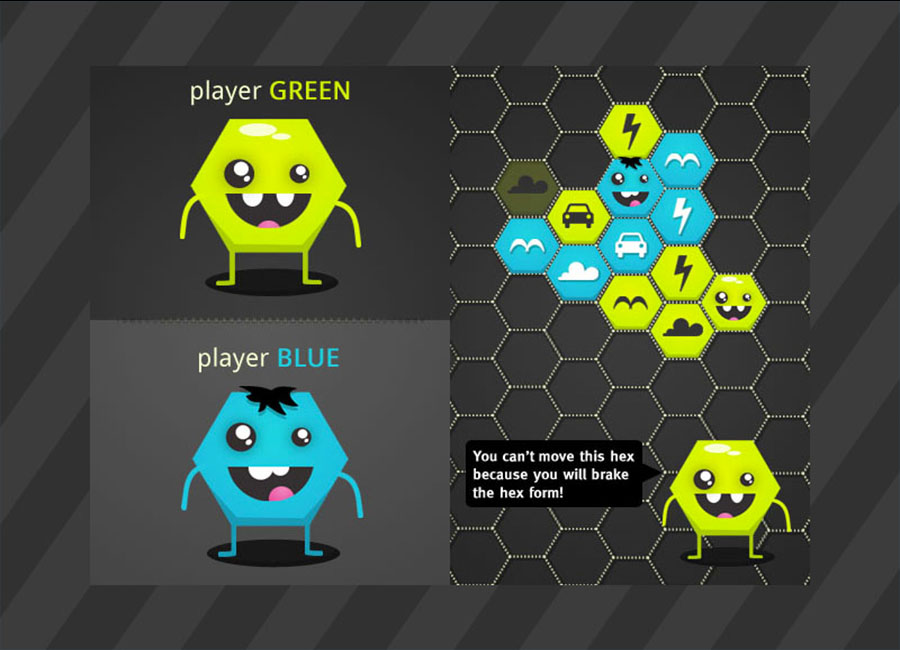 player GREEN
player BLUE
You can't move this hex
because you will brake
the hex form!